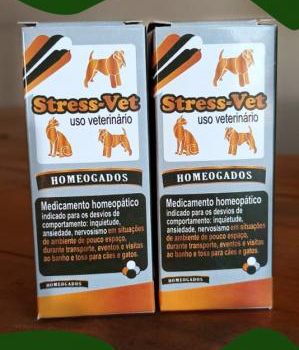 Stress-Vet
uso veterinário
HOMEOGADOS
Medicamento homeopático
indicado para os desvios de
comportamento: inquietude,
ansiedade, nervosismo em situações
de ambiente de pouco espaço,
durante transporte, eventos e visitas
ao banho e tosa para cães e gatos.
HOMEOGADOS
Stress-Vet
uso veterinário
HOMEOGADOS
Medicamento homeopático
indicado para os desvios de
comportamento: inquietude,
ansiedade, nervosismo em situações
de ambiente de pouco espaço,
durante transporte, eventos e visitas
ao banho e tosa para cães e gatos.
HOMEOGADOS